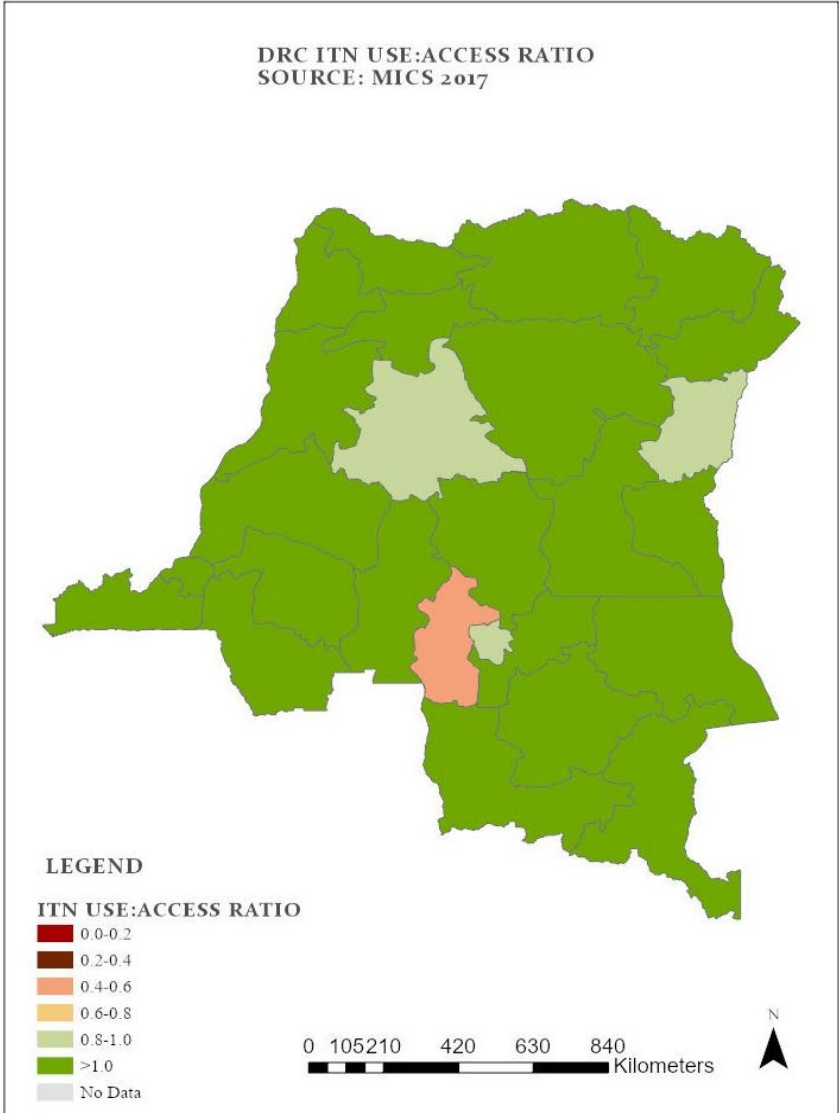 DRC ITN USE:ACCESS RATIO
SOURCE: MICS 2017
LEGEND
ITN USE:ACCESS RATIO
0.0-0.2
0.2-0.4
0.4-0.6
0.6-0.8
0.8-1.0
>1.0
No Data
0 105210 420 630 840
Kilometers
N